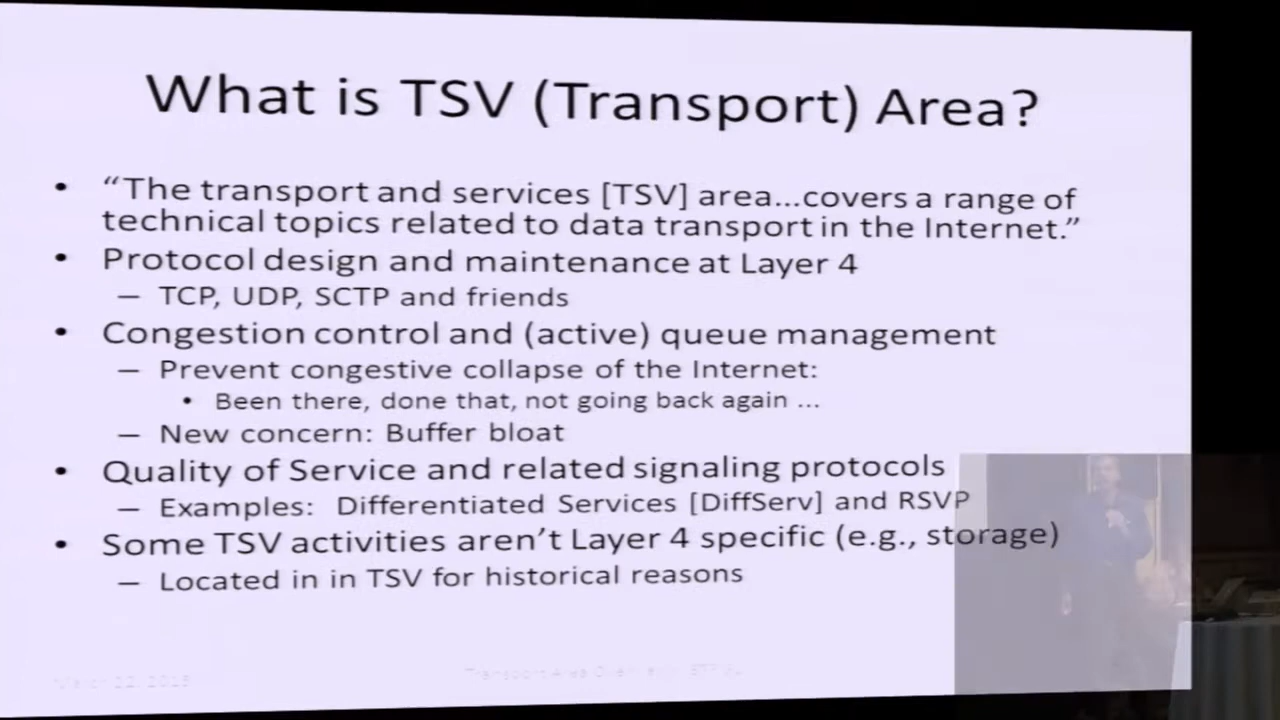 What is TSV (Transport) Area?
• “The transport and services [TSV] area...covers a range of
technical topics related to data transport in the Internet.”
• Protocol design and maintenance at Layer 4
– TCP, UDP, SCTP and friends
• Congestion control and (active) queue management
– Prevent congestive collapse of the Internet:
• Been there, done that, not going back again ...
– New concern: Buffer bloat
• Quality of Service and related signaling protocols
– Examples: Differentiated Services [DiffServ] and RSVP
• Some TSV activities aren’t Layer 4 specific (e.g., storage)
– Located in in TSV for historical reasons
March 22,
Transport Area